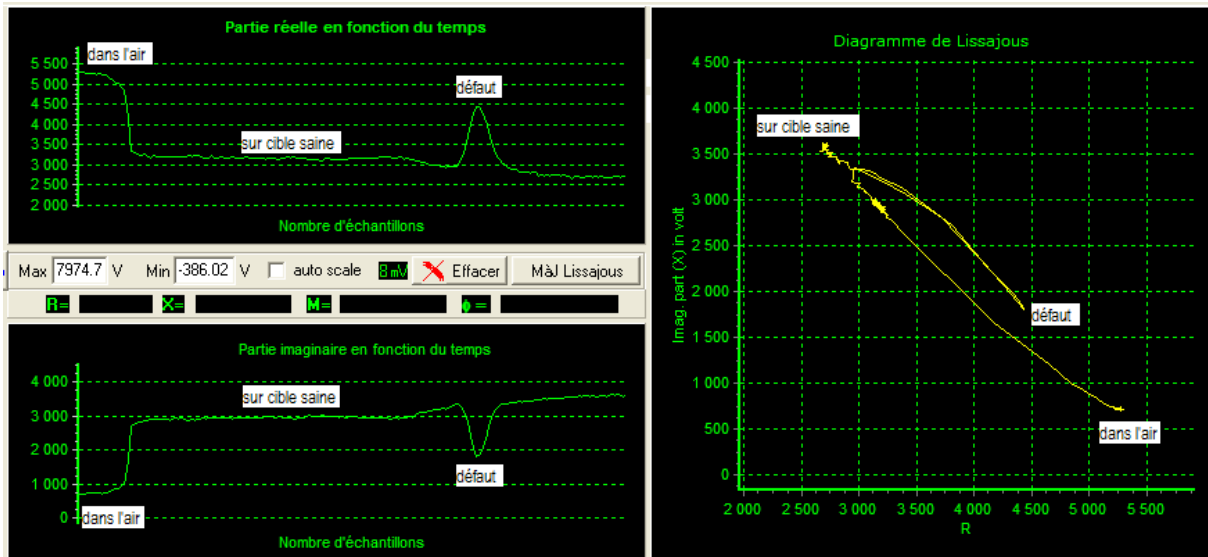 Partie réelle en fonction du temps
dans l'air
5 500
5 000
4 500
4 000
3 500
3 000
2 500
2 000
défaut
sur cible saine
Nombre d'échantillons
Max 7974.7 V Min -386.02 V auto scale 8mV Effacer MàJ Lissajous
R= X= M= φ =
Partie imaginaire en fonction du temps
4 000
3 000
2 000
1 000
0
sur cible saine
défaut
dans l'air
Nombre d'échantillons
Diagramme de Lissajous
4 500
4 000
3 500
3 000
2 500
2 000
1 500
1 000
500
0
Imag. part (X) in volt
sur cible saine
défaut
dans l'air
2 000 2 500 3 000 3 500 4 000 4 500 5 000 5 500
R